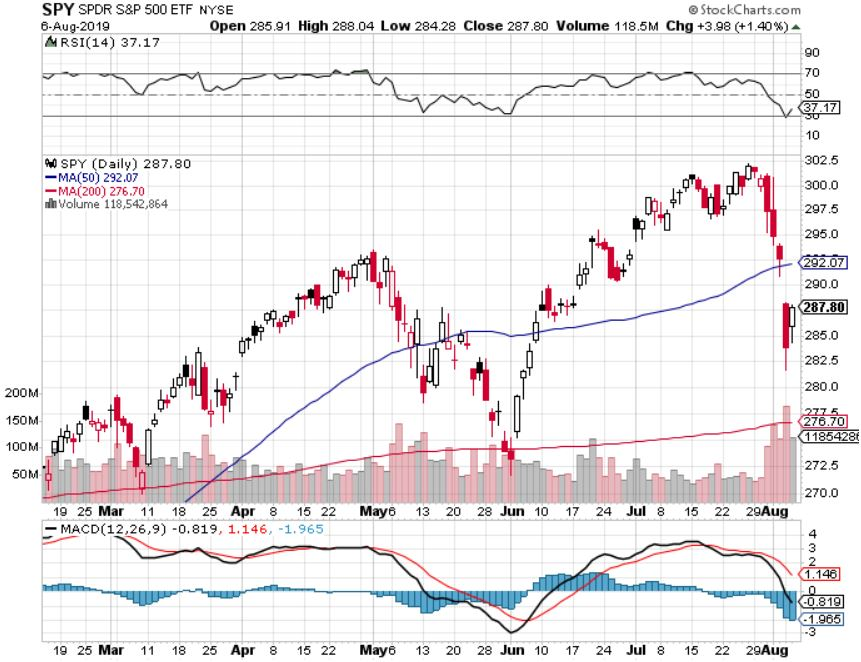 SPY SPDR S&P 500 ETF NYSE © StockCharts.com
6-Aug-2019 Open 285.91 High 288.04 Low 284.28 Close 287.80 Volume 118.5M Chg +3.98 (+1.40%)
RSI(14) 37.17
90
70
50
37.17
30
10
SPY (Daily) 287.80
MA(50) 292.07
MA(200) 276.70
Volume 118,542,864
302.5
300.0
297.5
295.0
292.07
290.0
287.80
285.0
282.5
280.0
277.5
276.70
11854286
272.5
270.0
200M
150M
100M
50M
19 25 Mar 11 18 25 Apr 8 15 22 May 6 13 20 28 Jun 10 17 24 Jul 8 15 22 29 Aug
MACD(12,26,9) -0.819, 1.146, -1.965
4
3
2
1.146
0
-0.819
-1.965
-3
19 25 Mar 11 18 25 Apr 8 15 22 May 6 13 20 28 Jun 10 17 24 Jul 8 15 22 29 Aug